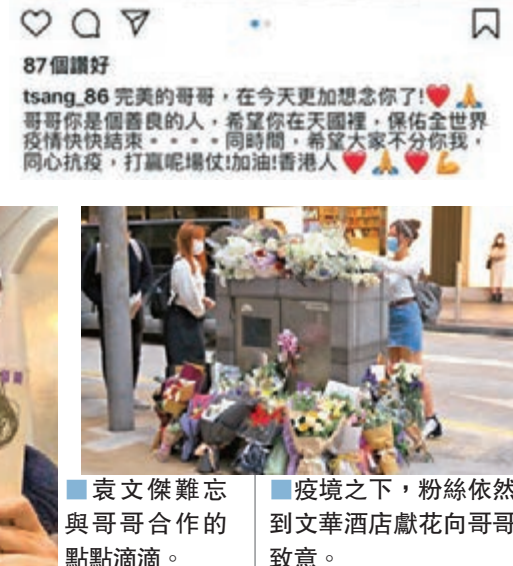 87個讚好
tsang_86 完美的哥哥，在今天更加想念你了!❤️🙏
哥哥你是個善良的人，希望你在天國裡，保佑全世界
疫情快快結束。。。。同時間，希望大家不分你我，
同心抗疫，打贏呢場仗!加油!香港人❤️🙏❤️💪
■袁文傑難忘
與哥哥合作的
點點滴滴。
■疫境之下，粉絲依然
到文華酒店獻花向哥哥
致意。